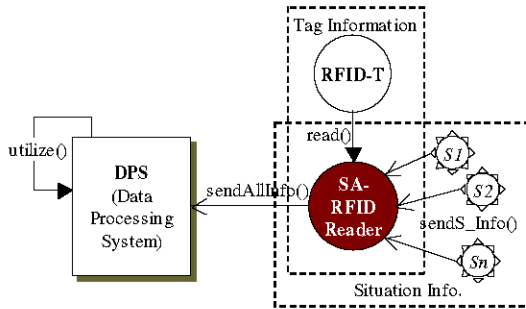 Tag Information
RFID-T
read()
utilize()
DPS
(Data
Processing
System)
sendAllInfo()
SA-
RFID
Reader
S1
S2
sendS_Info()
Sn
Situation Info.